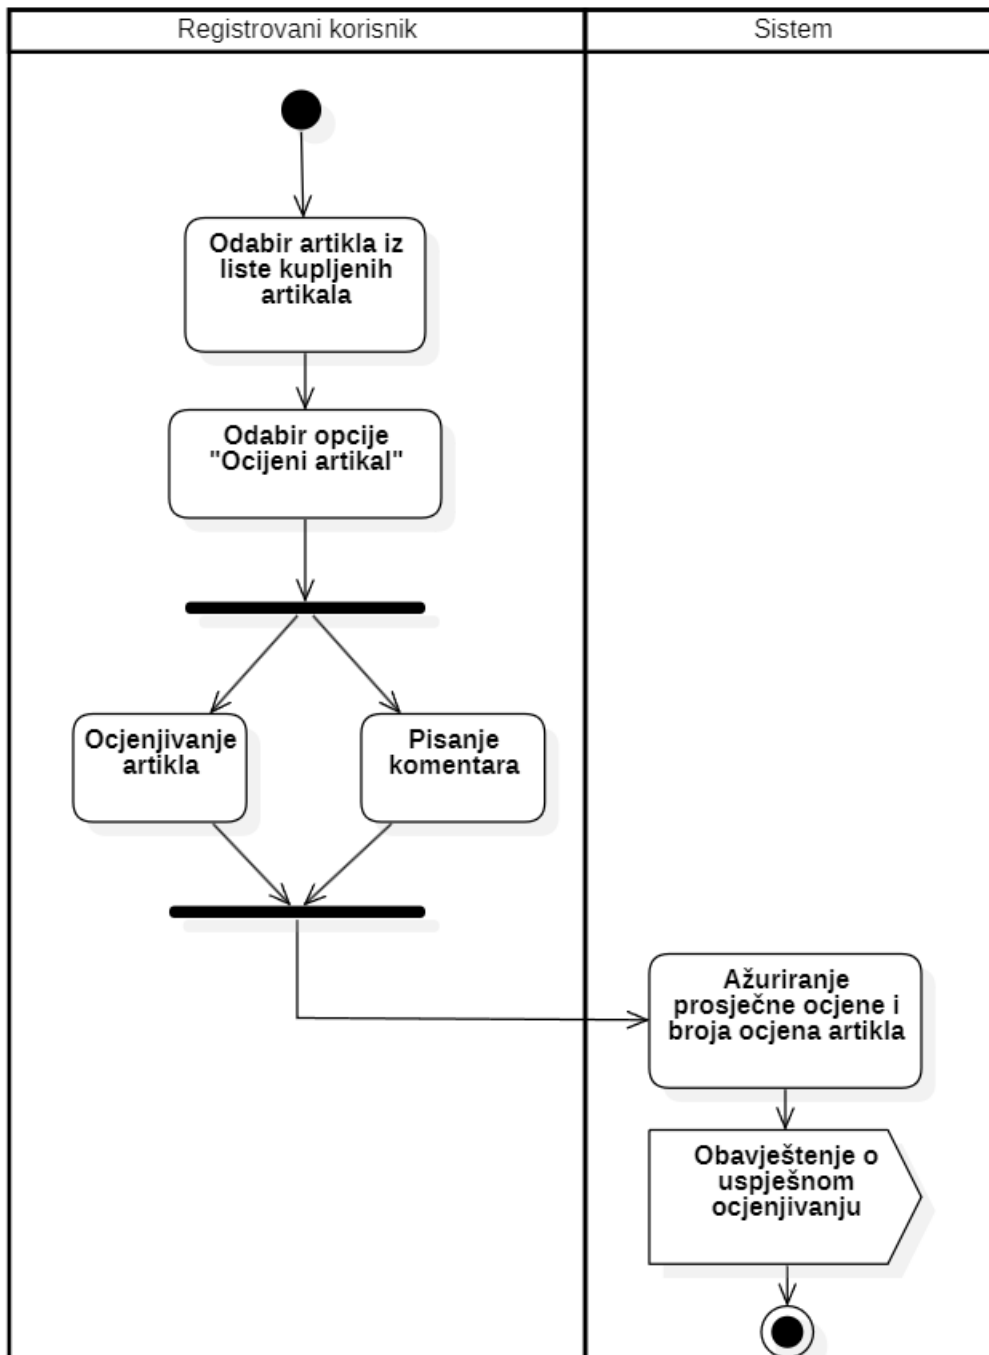 Registrovani korisnik
Sistem
Odabir artikla iz
liste kupljenih
artikala
Odabir opcije
"Ocijeni artikal"
Ocjenjivanje
artikla
Pisanje
komentara
Ažuriranje
prosječne ocjene i
broja ocjena artikla
Obavještenje o
uspješnom
ocjenjivanju